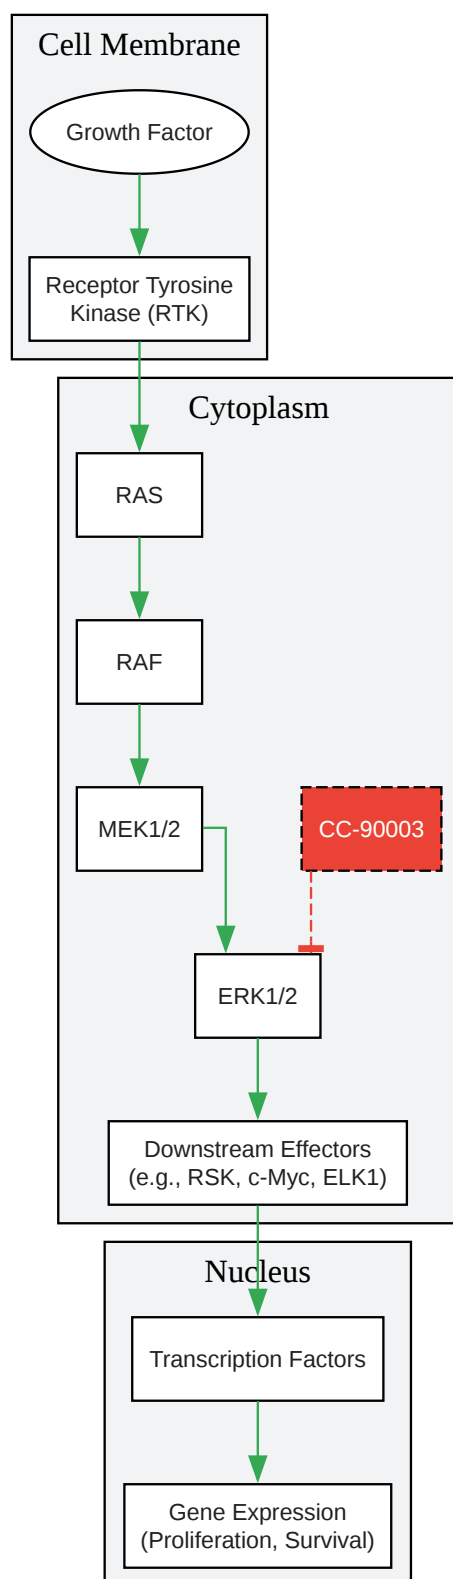 Cell Membrane
Growth Factor
Receptor Tyrosine
Kinase (RTK)
Cytoplasm
RAS
RAF
MEK1/2
CC-90003
ERK1/2
Downstream Effectors
(e.g., RSK, c-Myc, ELK1)
Nucleus
Transcription Factors
Gene Expression
(Proliferation, Survival)